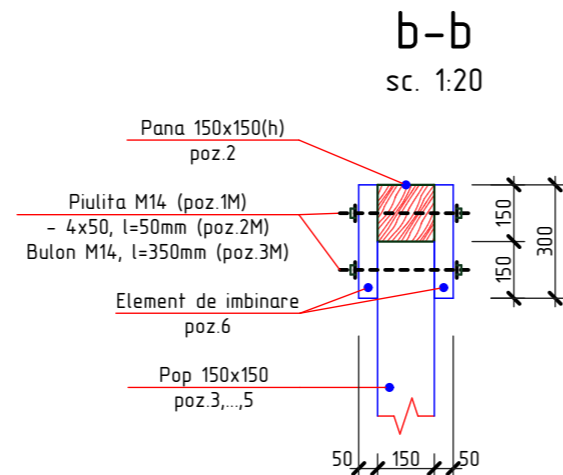 b-b
sc. 1:20
Pana 150x150(h)
poz.2
Piulita M14 (poz.1M)
- 4x50, l=50mm (poz.2M)
Bulon M14, l=350mm (poz.3M)
Element de imbinare
poz.6
Pop 150x150
poz.3,...,5
150
150
300
50
150
50